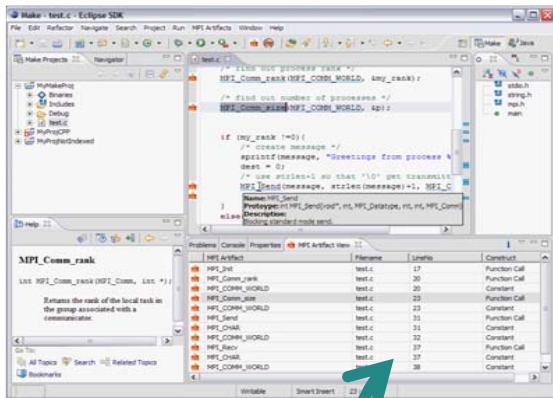 Make - test.c - Eclipse SDK
File Edit Refactor Navigate Search Project Run MPI Artifacts Window Help
Make Java
Make Projects Navigator
MyMakeProj
Binaries
Includes
Debug
test.c
MyProjCPP
MyProjNotIndexed
test.c
/* find out process rank */
MPI_Comm_rank(MPI_COMM_WORLD, &my_rank);
/* find out number of processes */
MPI_Comm_size(MPI_COMM_WORLD, &p);
if (my_rank !=0){
/* create message */
sprintf(message, "Greetings from process %
dest = 0;
/* use strlen+1 so that '\0' get transmitt
MPI_Send(message, strlen(message)+1, MPI_C
}
else
Name: MPI_Send
Prototype: int MPI_Send(void*, int, MPI_Datatype, int, int, MPI_Comm)
Description:
Blocking standard mode send.
stdio.h
string.h
mpi.h
main
Help
MPI_Comm_rank
int MPI_Comm_rank(MPI_Comm, int *);
Returns the rank of the local task in
the group associated with a
communicator.
Go To:
All Topics Search Related Topics
Bookmarks
Problems Console Properties MPI Artifact View
MPI Artifact Filename LineNo Construct
MPI_Init test.c 17 Function Call
MPI_Comm_rank test.c 20 Function Call
MPI_COMM_WORLD test.c 20 Constant
MPI_Comm_size test.c 23 Function Call
MPI_COMM_WORLD test.c 23 Constant
MPI_Send test.c 31 Function Call
MPI_CHAR test.c 31 Constant
MPI_COMM_WORLD test.c 32 Constant
MPI_Recv test.c 37 Function Call
MPI_CHAR test.c 37 Constant
MPI_COMM_WORLD test.c 38 Constant
Writable Smart Insert 23